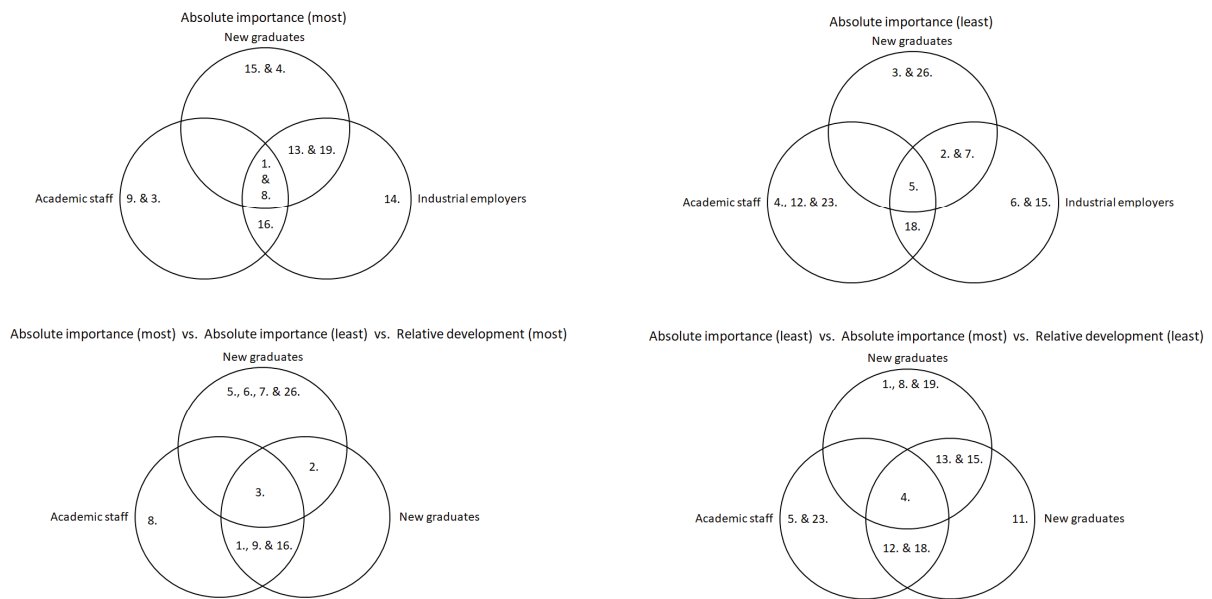 Absolute importance (most)
New graduates
15. & 4.
13. & 19.
1.
&
8.
Academic staff
9. & 3.
14.
Industrial employers
16.
Absolute importance (least)
New graduates
3. & 26.
2. & 7.
5.
Academic staff
4., 12. & 23.
6. & 15.
Industrial employers
18.
Absolute importance (most) vs. Absolute importance (least) vs. Relative development (most)
New graduates
5., 6., 7. & 26.
2.
3.
Academic staff
8.
New graduates
1., 9. & 16.
Absolute importance (least) vs. Absolute importance (most) vs. Relative development (least)
New graduates
1., 8. & 19.
13. & 15.
4.
Academic staff
5. & 23.
11.
New graduates
12. & 18.